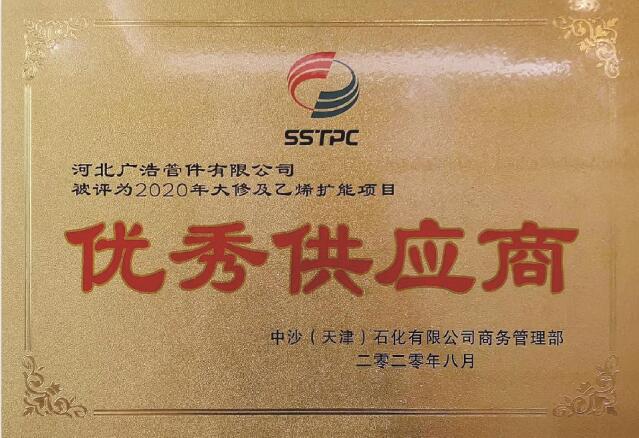 SSTPC
河北广浩管件有限公司
被评为2020年大修及乙烯扩能项目
优秀供应商
中沙（天津）石化有限公司商务管理部
二零二零年八月